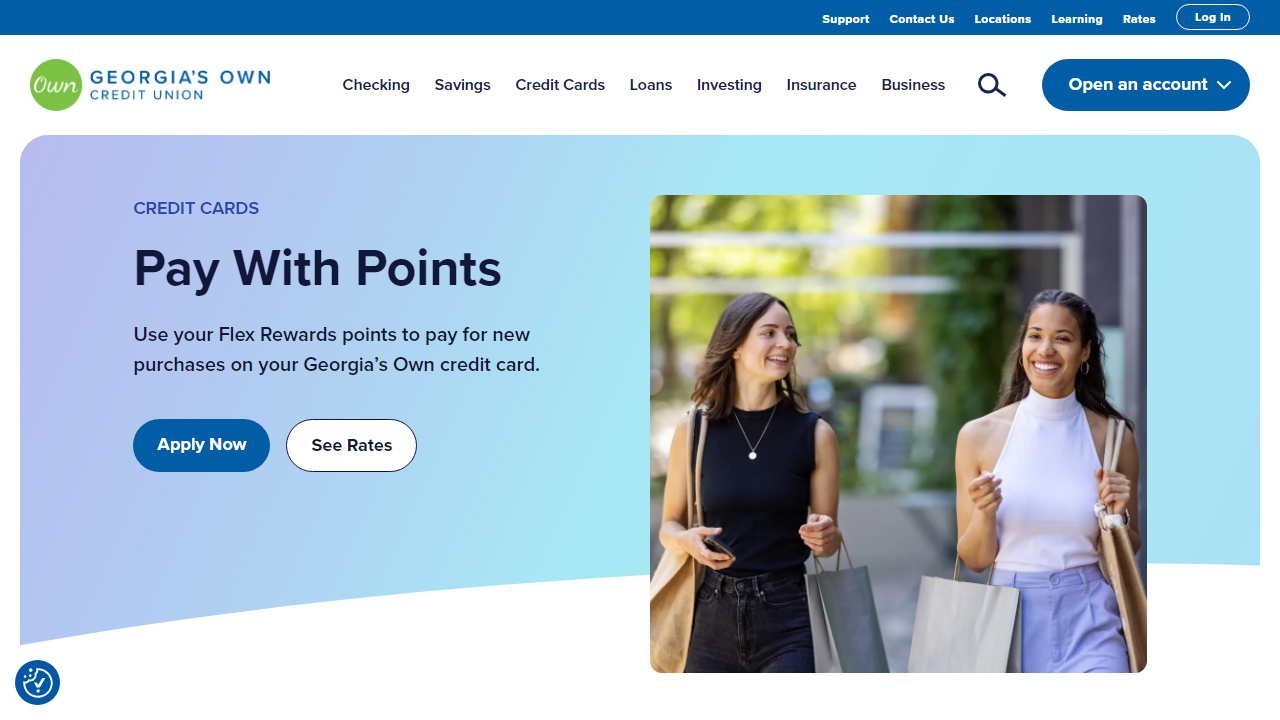 Support Contact Us Locations Learning Rates Log In
Own GEORGIA'S OWN
CREDIT UNION
Checking Savings Credit Cards Loans Investing Insurance Business Open an account
CREDIT CARDS
Pay With Points
Use your Flex Rewards points to pay for new
purchases on your Georgia’s Own credit card.
Apply Now See Rates